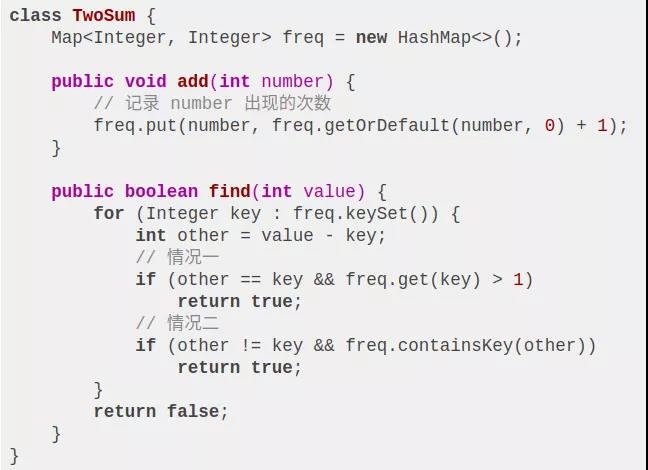 class TwoSum {
    Map<Integer, Integer> freq = new HashMap<>();

    public void add(int number) {
        // 记录 number 出现的次数
        freq.put(number, freq.getOrDefault(number, 0) + 1);
    }

    public boolean find(int value) {
        for (Integer key : freq.keySet()) {
            int other = value - key;
            // 情况一
            if (other == key && freq.get(key) > 1)
                return true;
            // 情况二
            if (other != key && freq.containsKey(other))
                return true;
        }
        return false;
    }
}